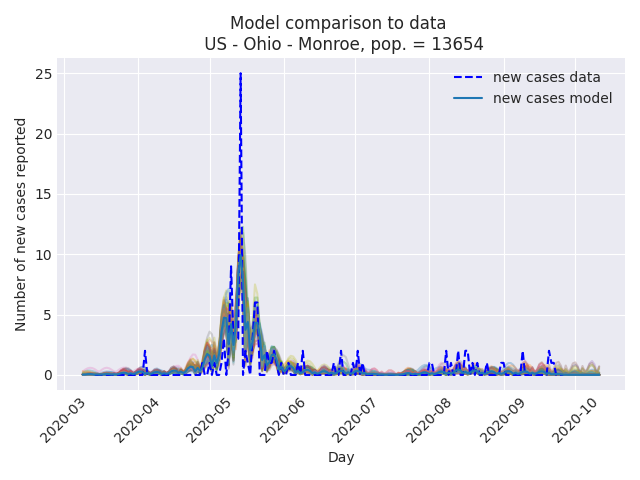 Model comparison to data
US - Ohio - Monroe, pop. = 13654
new cases data
new cases model
Number of new cases reported
25
20
15
10
5
0
2020-03
2020-04
2020-05
2020-06
2020-07
2020-08
2020-09
2020-10
Day